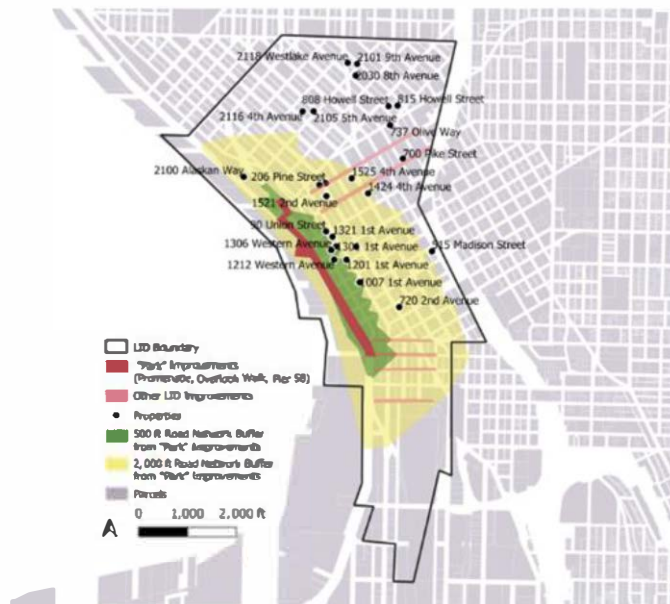 2118 Westlake Avenue
2101 9th Avenue
2030 8th Avenue
808 Howell Street
815 Howell Street
2116 4th Avenue
2105 5th Avenue
737 Olive Way
700 Pike Street
2100 Alaskan Way
206 Pine Street
1525 4th Avenue
1424 4th Avenue
1521 2nd Avenue
90 Union Street
1321 1st Avenue
1306 Western Avenue
1301 1st Avenue
915 Madison Street
1212 Western Avenue
1201 1st Avenue
1007 1st Avenue
720 2nd Avenue
LID Boundary
"Park" Improvements
(Promenade, Overlook Walk, Pier 58)
Other LID Improvements
Properties
500 ft Road Network Buffer
from "Park" Improvements
2,000 ft Road Network Buffer
from "Park" Improvements
Parcels
0 1,000 2,000 ft
A